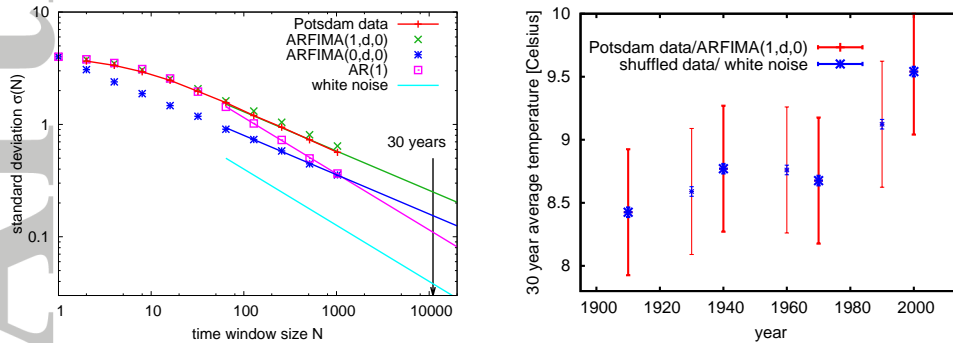 Potsdam data
ARFIMA(1,d,0)
ARFIMA(0,d,0)
AR(1)
white noise
30 years
standard deviation σ(N)
10
1
0.1
1 10 100 1000 10000
time window size N
Potsdam data/ARFIMA(1,d,0)
shuffled data/ white noise
30 year average temperature [Celsius]
10
9.5
9
8.5
8
1900 1920 1940 1960 1980 2000
year